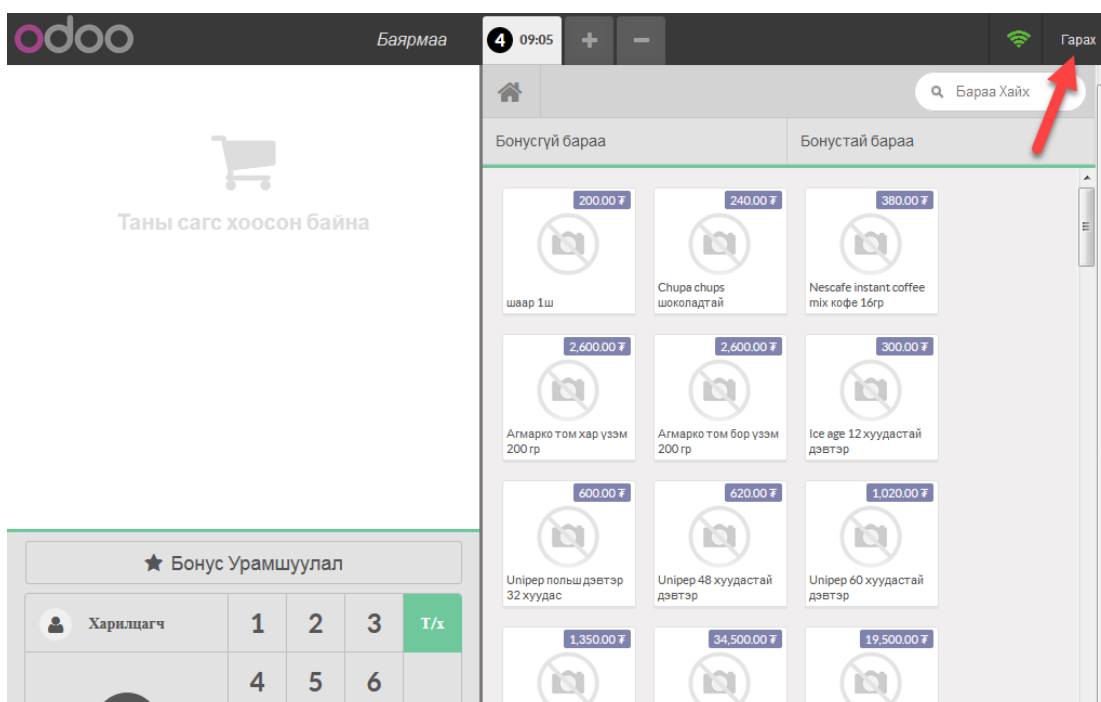 odoo
Баярмаа
4 09:05
+
−
Гарах
Бараа Хайх
Бонусгүй бараа
Бонустай бараа
Таны сагс хоосон байна
200.00 ₮
шаар 1ш
240.00 ₮
Chupa chups
шоколадтай
380.00 ₮
Nescafe instant coffee
mix кофе 16гр
2,600.00 ₮
Агмарко том хар үзэм
200 гр
2,600.00 ₮
Агмарко том бор үзэм
200 гр
300.00 ₮
Ice age 12 хуудастай
дэвтэр
600.00 ₮
Unipep польш дэвтэр
32 хуудас
620.00 ₮
Unipep 48 хуудастай
дэвтэр
1,020.00 ₮
Unipep 60 хуудастай
дэвтэр
1,350.00 ₮
34,500.00 ₮
19,500.00 ₮
Бонус Урамшуулал
Харилцагч
1 2 3 Т/х
4 5 6